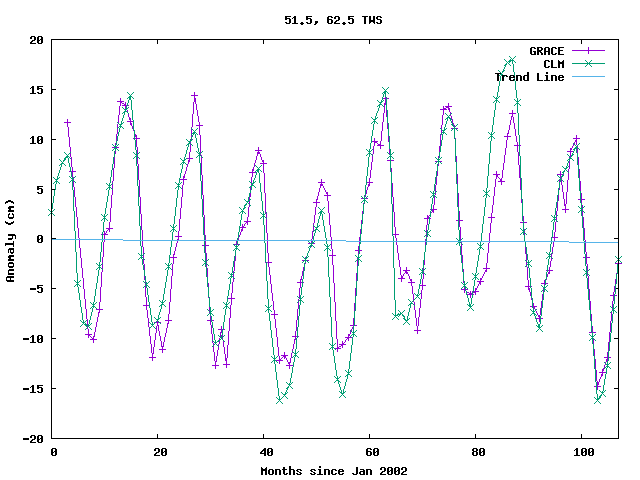 51.5, 62.5 TWS
GRACE
CLM
Trend Line
20
15
10
5
0
-5
-10
-15
-20
Anomaly (cm)
0 20 40 60 80 100
Months since Jan 2002